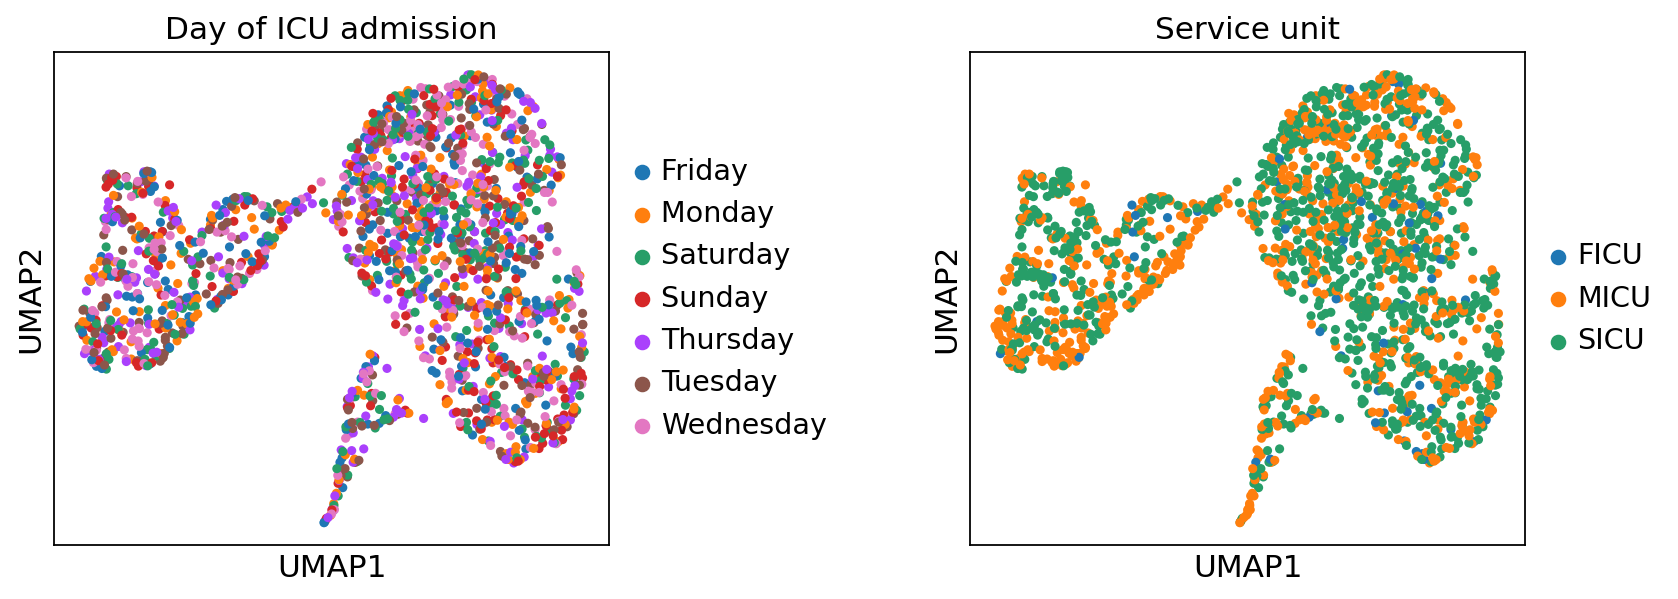 Day of ICU admission
UMAP2
UMAP1
Friday
Monday
Saturday
Sunday
Thursday
Tuesday
Wednesday
Service unit
UMAP2
UMAP1
FICU
MICU
SICU